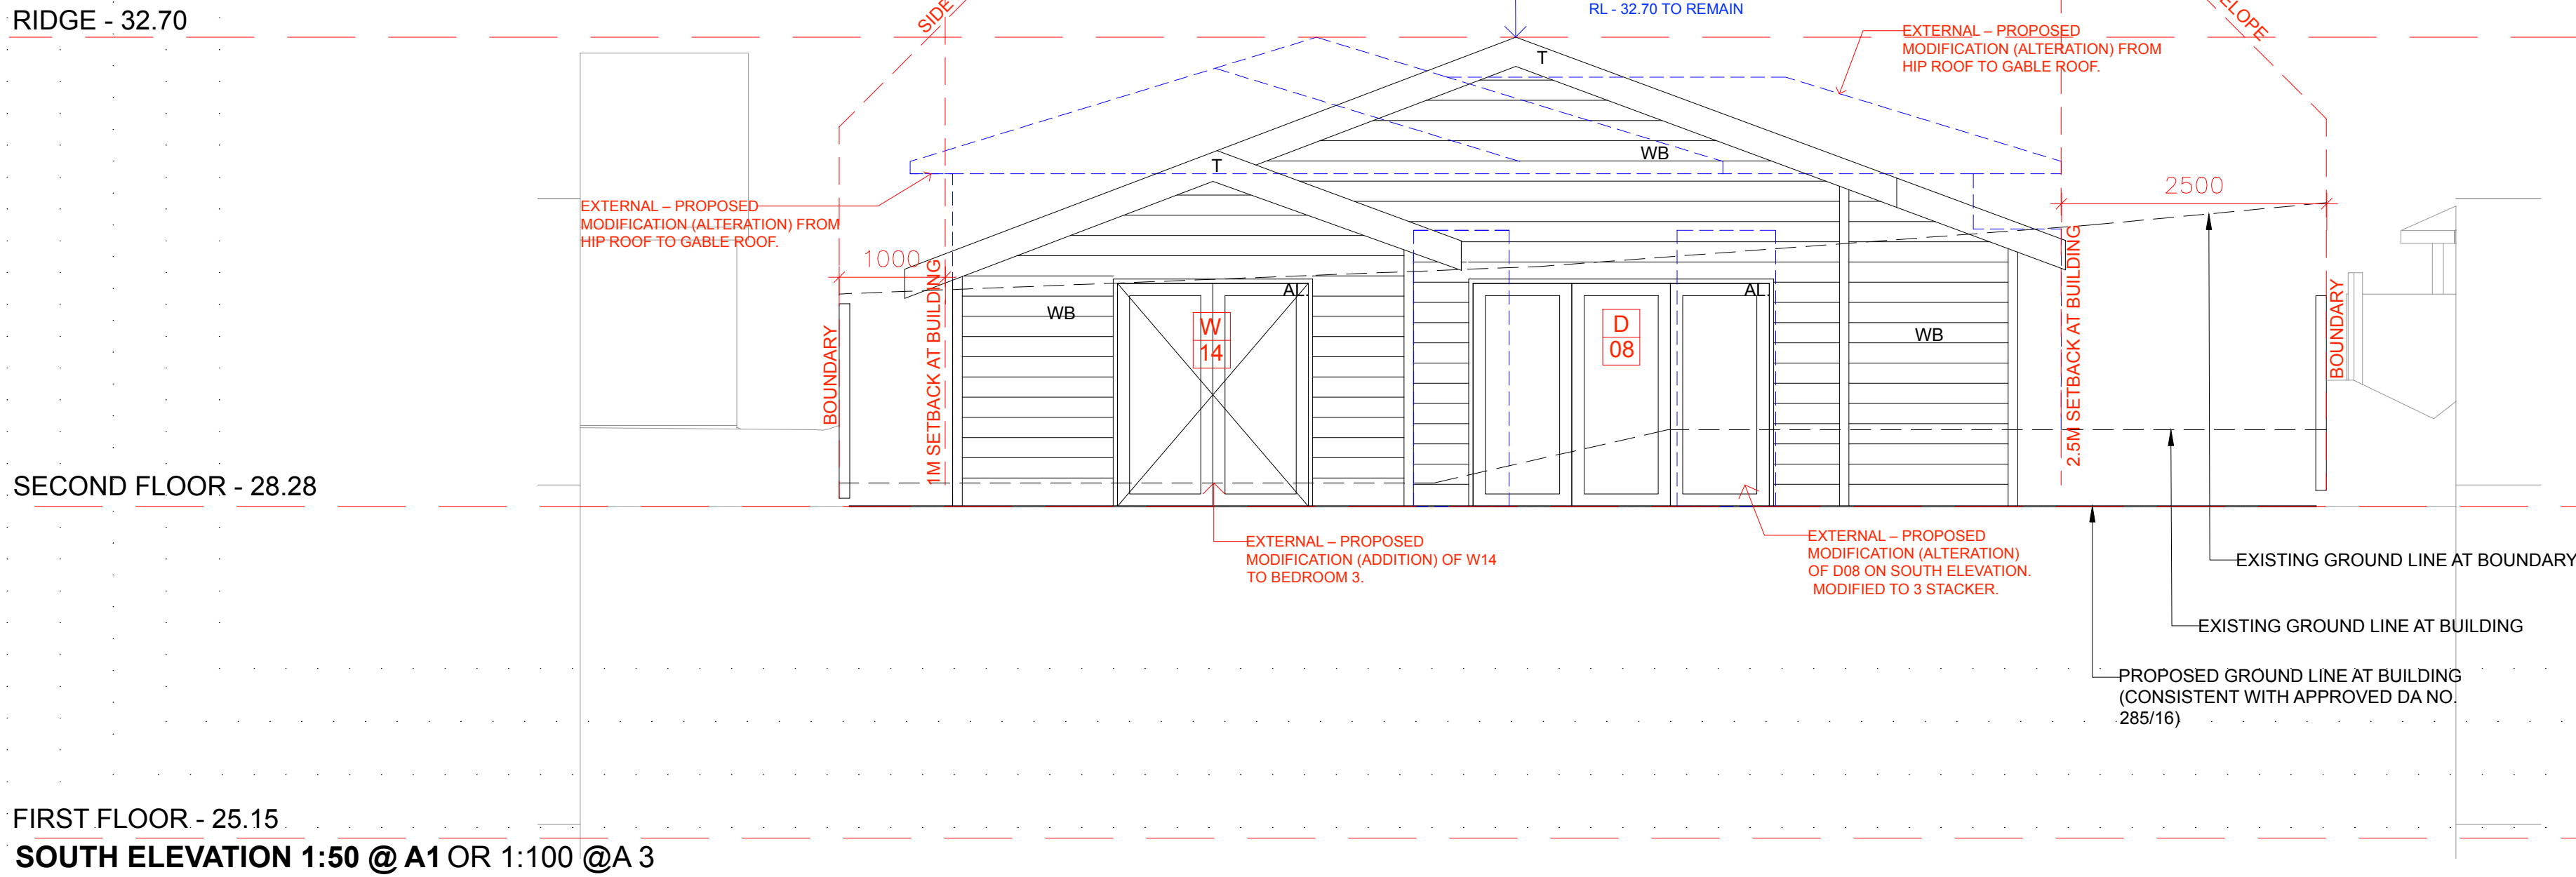 RIDGE - 32.70
SIDE
RL - 32.70 TO REMAIN
ELOPE
EXTERNAL – PROPOSED
MODIFICATION (ALTERATION) FROM
HIP ROOF TO GABLE ROOF.
T
WB
T
2500
EXTERNAL – PROPOSED
MODIFICATION (ALTERATION) FROM
HIP ROOF TO GABLE ROOF.
1000
BOUNDARY
1M SETBACK AT BUILDING
WB
AL.
W
14
D
08
AL.
WB
2.5M SETBACK AT BUILDING
BOUNDARY
SECOND FLOOR - 28.28
EXTERNAL – PROPOSED
MODIFICATION (ADDITION) OF W14
TO BEDROOM 3.
EXTERNAL – PROPOSED
MODIFICATION (ALTERATION)
OF D08 ON SOUTH ELEVATION.
MODIFIED TO 3 STACKER.
EXISTING GROUND LINE AT BOUNDARY
EXISTING GROUND LINE AT BUILDING
PROPOSED GROUND LINE AT BUILDING
(CONSISTENT WITH APPROVED DA NO.
285/16)
FIRST FLOOR - 25.15
SOUTH ELEVATION 1:50 @ A1 OR 1:100 @A 3